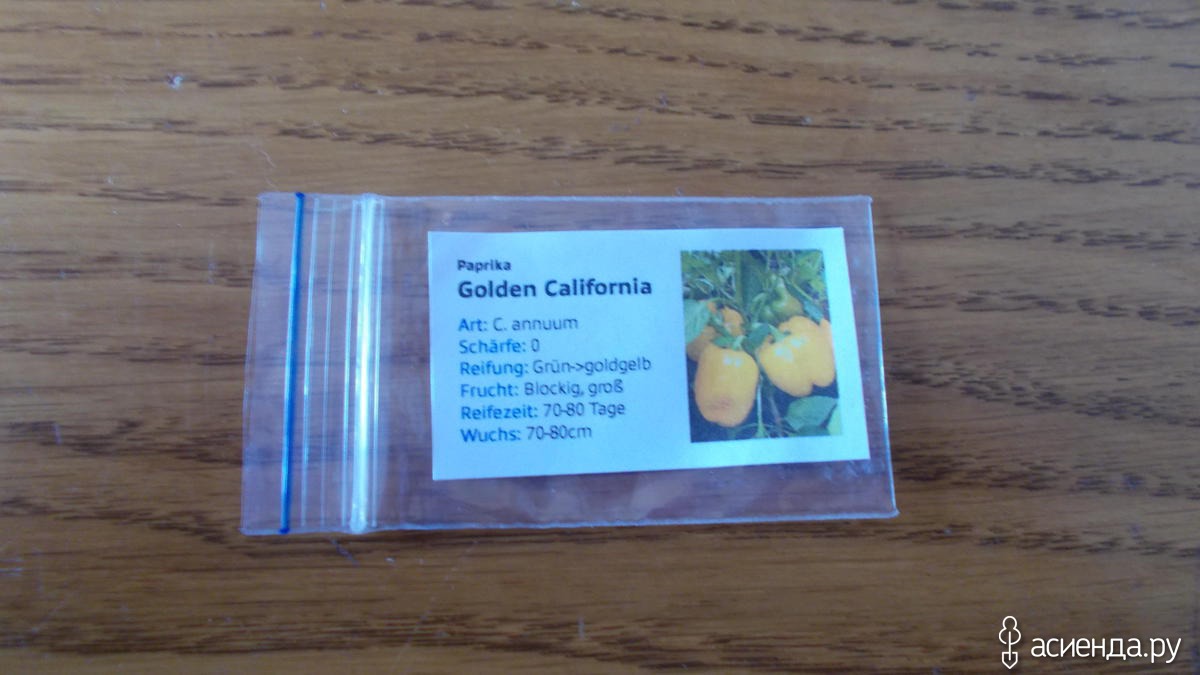 Paprika
Golden California
Art: C. annuum
Schärfe: 0
Reifung: Grün->goldgelb
Frucht: Blockig, groß
Reifezeit: 70-80 Tage
Wuchs: 70-80cm
асиенда.ру